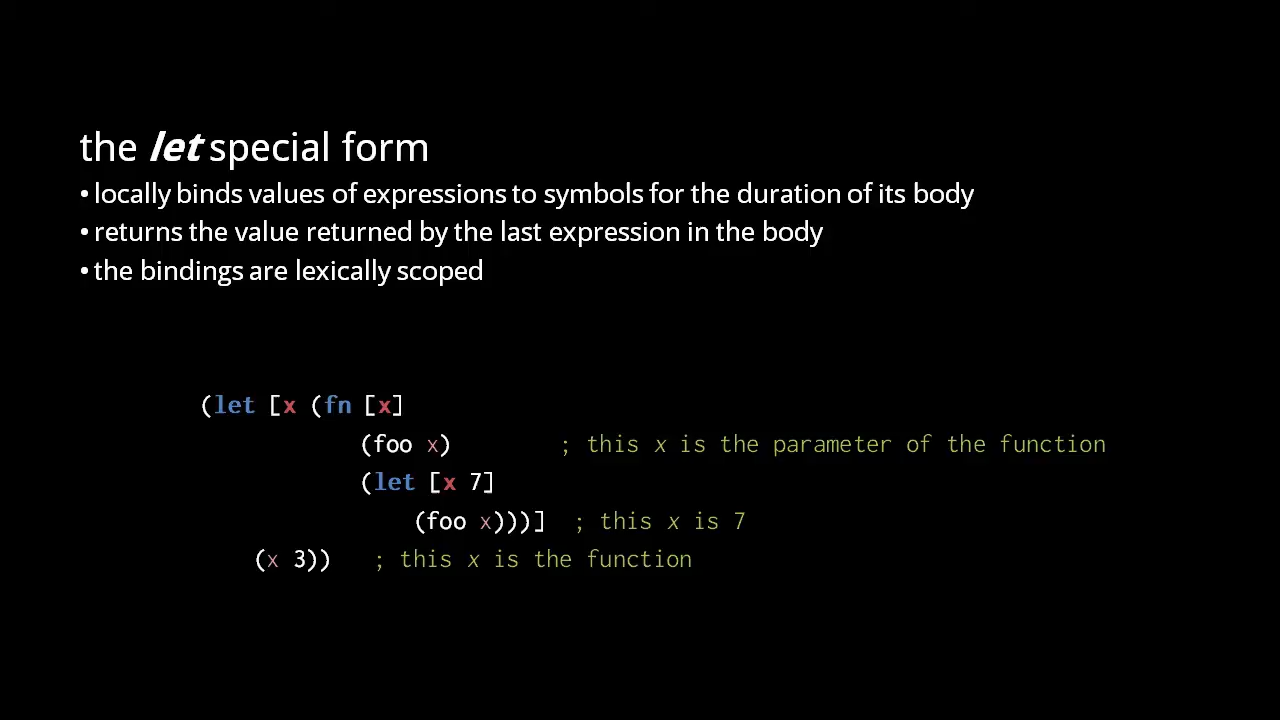 the let special form
• locally binds values of expressions to symbols for the duration of its body
• returns the value returned by the last expression in the body
• the bindings are lexically scoped
(let [x (fn [x]
(foo x) ; this x is the parameter of the function
(let [x 7]
(foo x)))] ; this x is 7
(x 3)) ; this x is the function